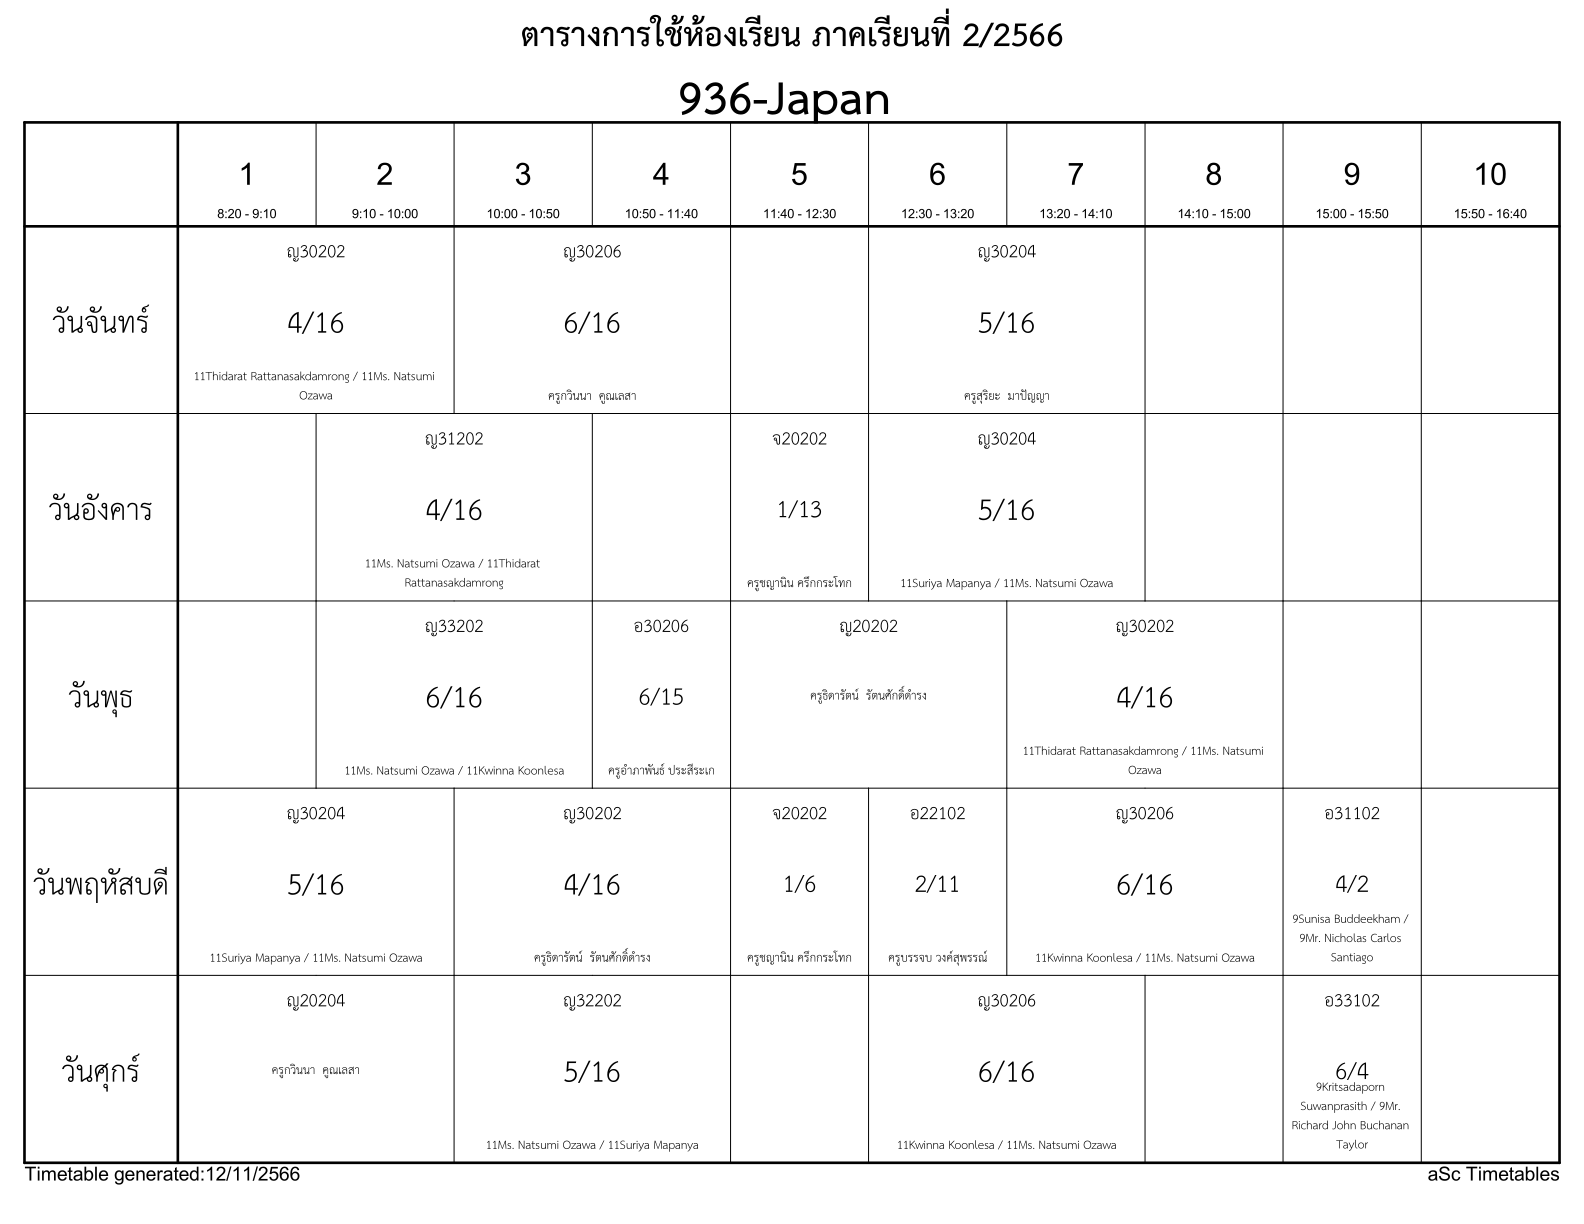 ตารางการใช้ห้องเรียน ภาคเรียนที่ 2/2566
936-Japan
1 2 3 4 5 6 7 8 9 10
8:20 - 9:10 9:10 - 10:00 10:00 - 10:50 10:50 - 11:40 11:40 - 12:30 12:30 - 13:20 13:20 - 14:10 14:10 - 15:00 15:00 - 15:50 15:50 - 16:40
วันจันทร์
ญ30202
4/16
11Thidarat Rattanasakdamrong / 11Ms. Natsumi
Ozawa
ญ30206
6/16
ครูกวินนา คูณเลสา
ญ30204
5/16
ครูสุริยะ มาปัญญา
วันอังคาร
ญ31202
4/16
11Ms. Natsumi Ozawa / 11Thidarat
Rattanasakdamrong
จ20202
1/13
ครูชญานิน ครึกกระโทก
ญ30204
5/16
11Suriya Mapanya / 11Ms. Natsumi Ozawa
วันพุธ
ญ33202
6/16
11Ms. Natsumi Ozawa / 11Kwinna Koonlesa
อ30206
6/15
ครูอำภาพันธ์ ประสีระเก
ญ20202
ครูธิดารัตน์ รัตนศักดิ์ดำรง
ญ30202
4/16
11Thidarat Rattanasakdamrong / 11Ms. Natsumi
Ozawa
วันพฤหัสบดี
ญ30204
5/16
11Suriya Mapanya / 11Ms. Natsumi Ozawa
ญ30202
4/16
ครูธิดารัตน์ รัตนศักดิ์ดำรง
จ20202
1/6
ครูชญานิน ครึกกระโทก
อ22102
2/11
ครูบรรจบ วงค์สุพรรณ์
ญ30206
6/16
11Kwinna Koonlesa / 11Ms. Natsumi Ozawa
อ31102
4/2
9Sunisa Buddeekham /
9Mr. Nicholas Carlos
Santiago
วันศุกร์
ญ20204
ครูกวินนา คูณเลสา
ญ32202
5/16
11Ms. Natsumi Ozawa / 11Suriya Mapanya
ญ30206
6/16
11Kwinna Koonlesa / 11Ms. Natsumi Ozawa
อ33102
6/4
9Kritsadaporn
Suwanprasith / 9Mr.
Richard John Buchanan
Taylor
Timetable generated:12/11/2566
aSc Timetables